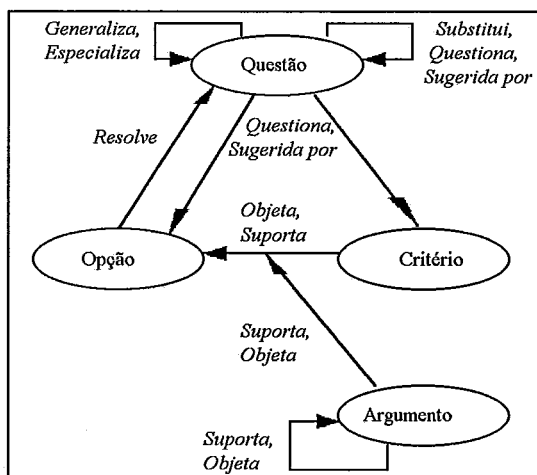 Generaliza,
Especializa
Substitui,
Questiona,
Sugerida por
Questão
Resolve
Questiona,
Sugerida por
Objeta,
Suporta
Opção
Critério
Suporta,
Objeta
Argumento
Suporta,
Objeta